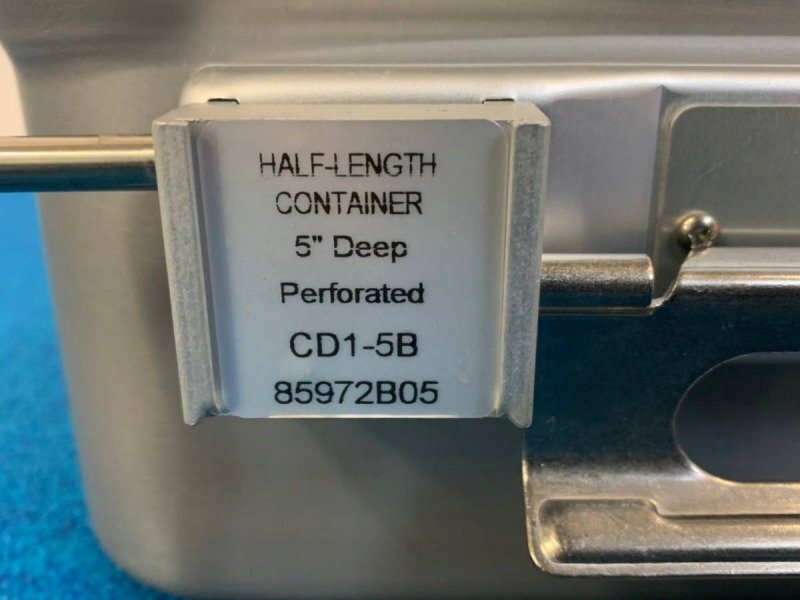 HALF-LENGTH
CONTAINER
5" Deep
Perforated
CD1-5B
85972B05